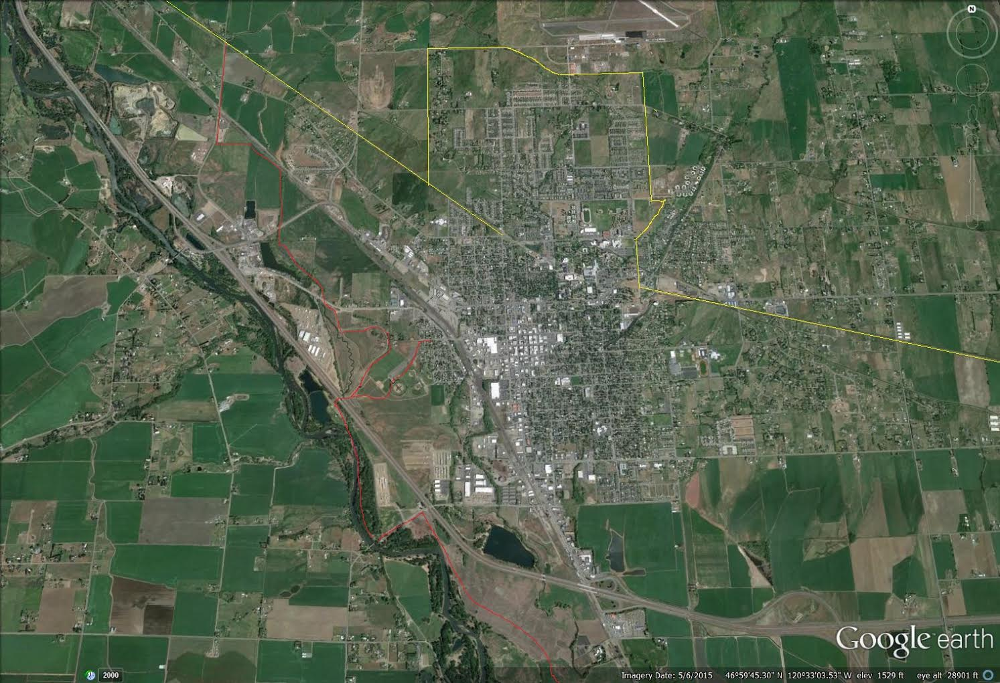 N
Google earth
2000
Imagery Date: 5/6/2015 46°59'45.30" N 120°33'03.53" W elev 1529 ft eye alt 28901 ft